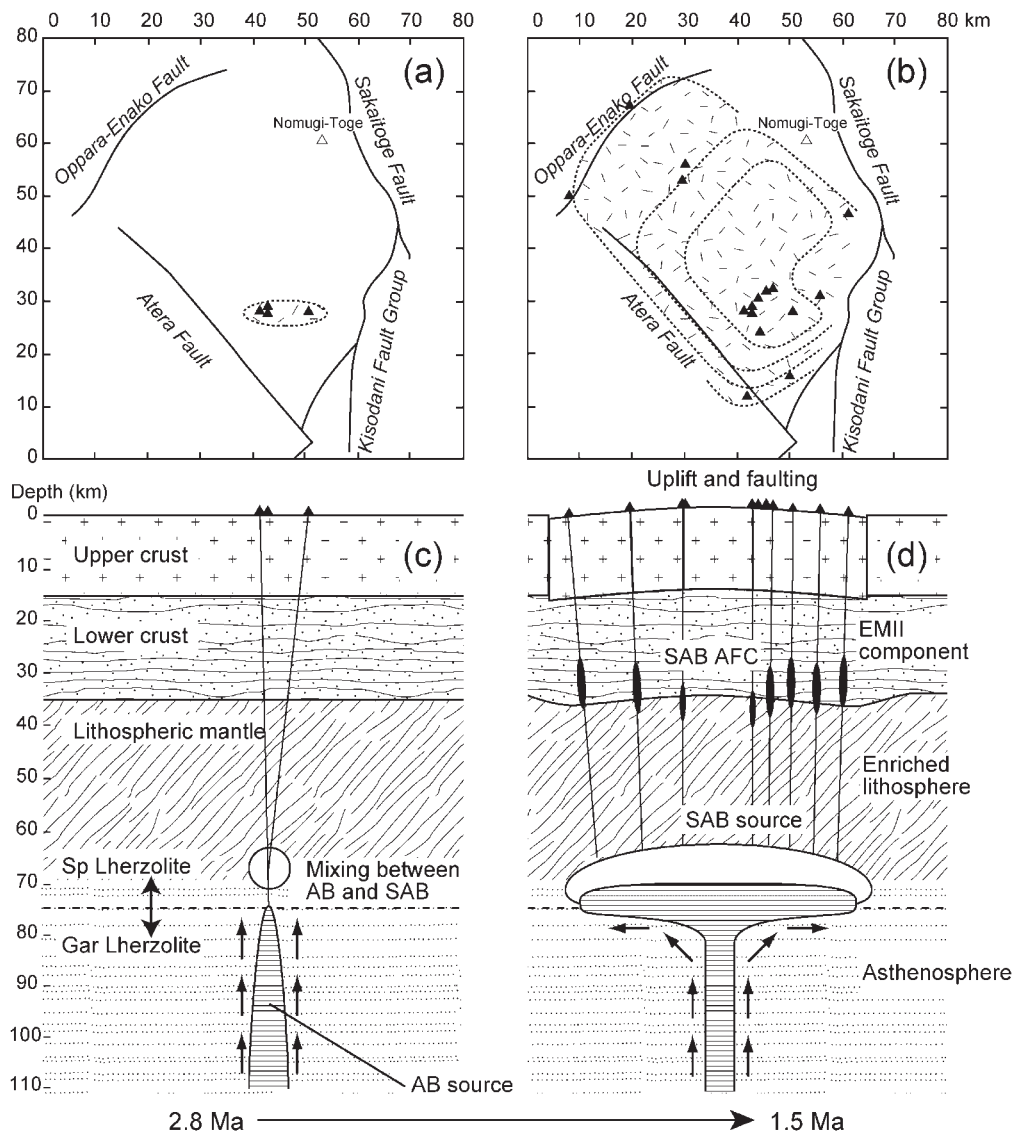 0 10 20 30 40 50 60 70 80
0 10 20 30 40 50 60 70 80 km
80
70
60
50
40
30
20
10
0
(a)
Oppara-Enako Fault
Nomugi-Toge
Sakaitoge Fault
Atera Fault
Kisodani Fault Group
(b)
Oppara-Enako Fault
Nomugi-Toge
Sakaitoge Fault
Atera Fault
Kisodani Fault Group
Depth (km)
0
10
20
30
40
50
60
70
80
90
100
110
(c)
Upper crust
Lower crust
Lithospheric mantle
Sp Lherzolite
Gar Lherzolite
Mixing between
AB and SAB
AB source
Uplift and faulting
(d)
SAB AFC
EMII
component
Enriched
lithosphere
SAB source
Asthenosphere
2.8 Ma
1.5 Ma